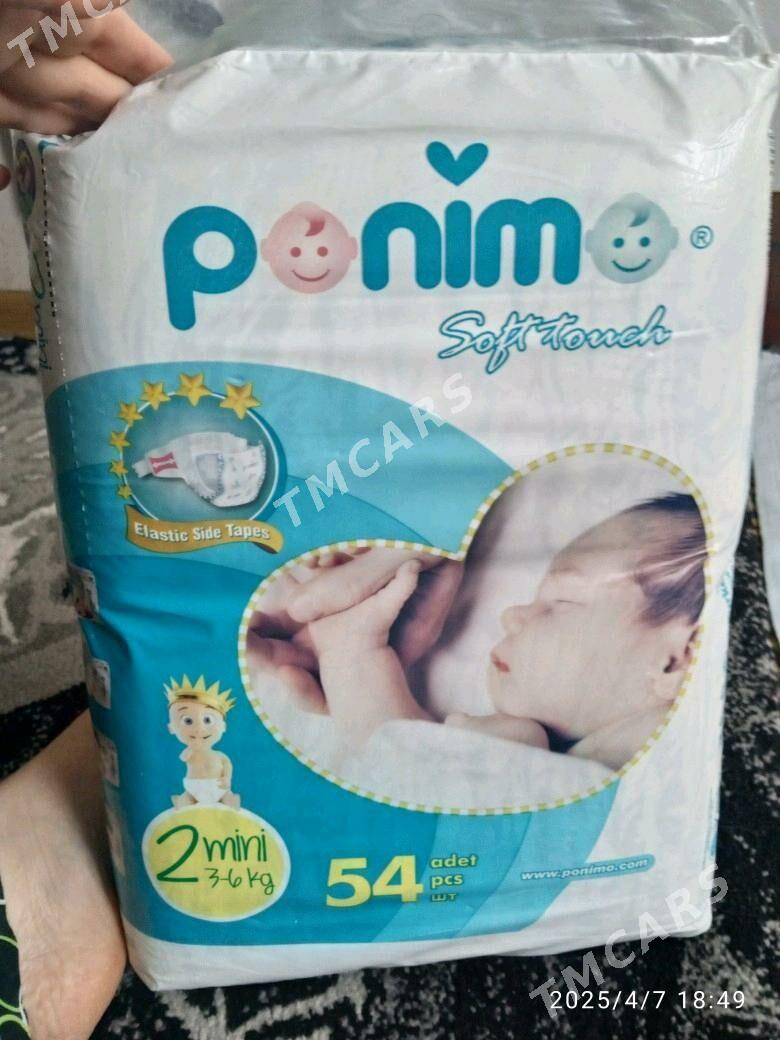 TMCARS
ponimo®
Soft touch
TMCARS
Elastic Side Tapes
2 mini
3-6 kg
54 adet
pcs
шт
www.ponimo.com
TMCARS
2025/4/7 18:49